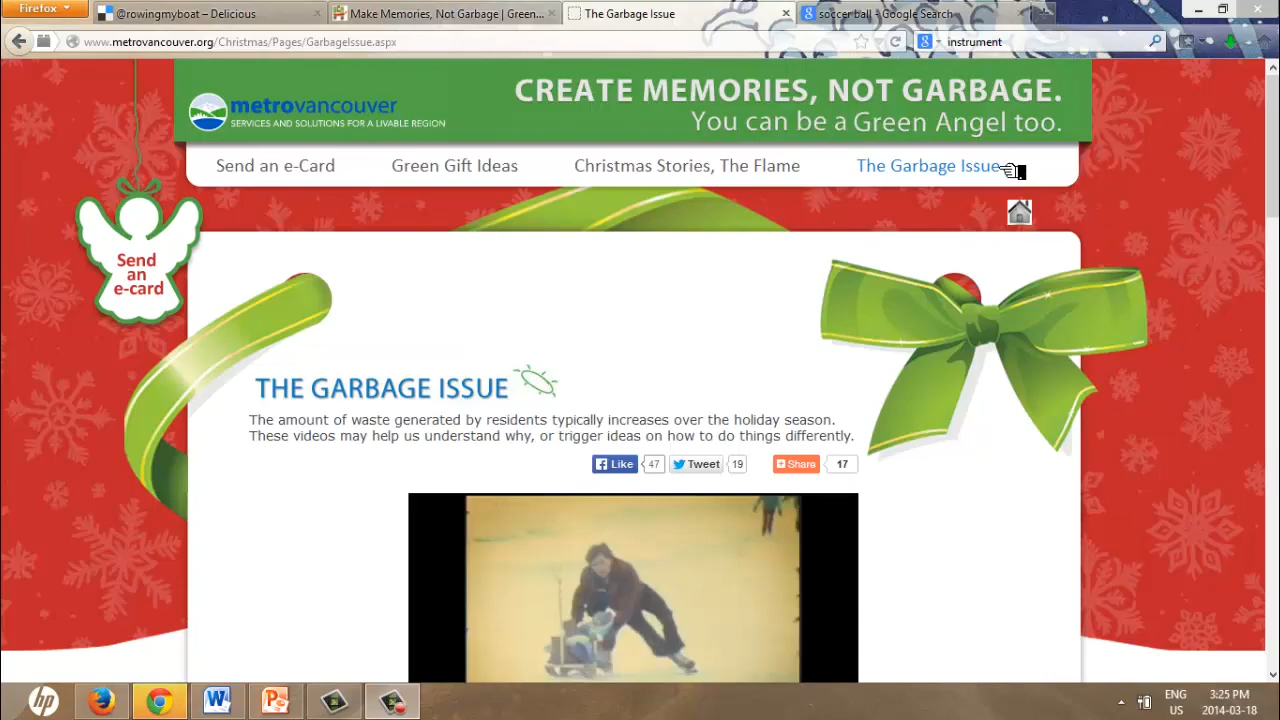 Firefox
@rowingmyboat – Delicious
Make Memories, Not Garbage | Green...
The Garbage Issue
soccer ball - Google Search
www.metrovancouver.org/Christmas/Pages/GarbageIssue.aspx
instrument
metrovancouver
SERVICES AND SOLUTIONS FOR A LIVABLE REGION
CREATE MEMORIES, NOT GARBAGE.
You can be a Green Angel too.
Send an e-Card
Green Gift Ideas
Christmas Stories, The Flame
The Garbage Issue
Send
an
e-card
THE GARBAGE ISSUE
The amount of waste generated by residents typically increases over the holiday season.
These videos may help us understand why, or trigger ideas on how to do things differently.
Like 47 Tweet 19 Share 17
hp
ENG
US
3:25 PM
2014-03-18